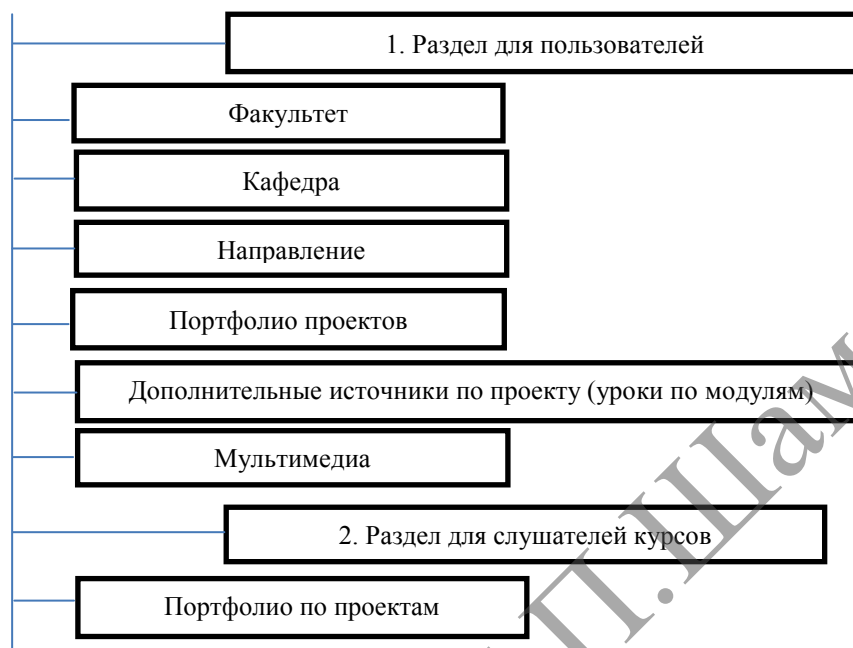 1. Раздел для пользователей
Факультет
Кафедра
Направление
Портфолио проектов
Дополнительные источники по проекту (уроки по модулям)
Мультимедиа
2. Раздел для слушателей курсов
Портфолио по проектам